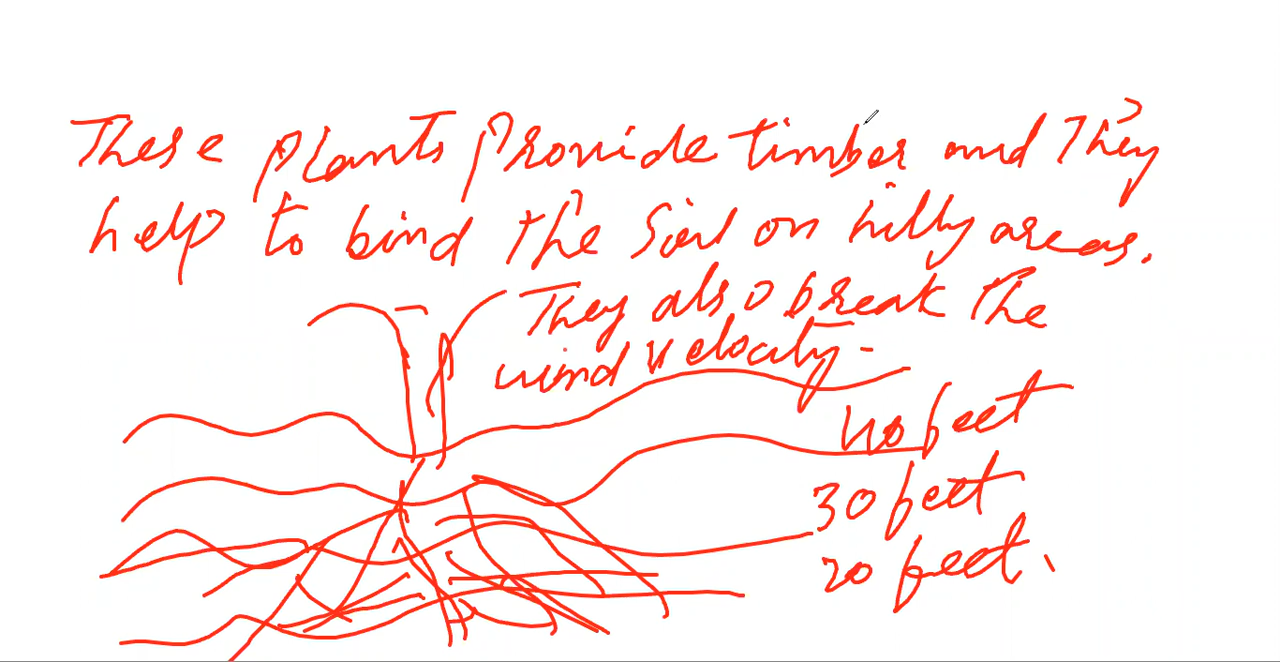 These plants provide timber and they
help to bind the soil on hilly areas.
They also break the
wind velocity-
40 feet
30 feet
20 feet.